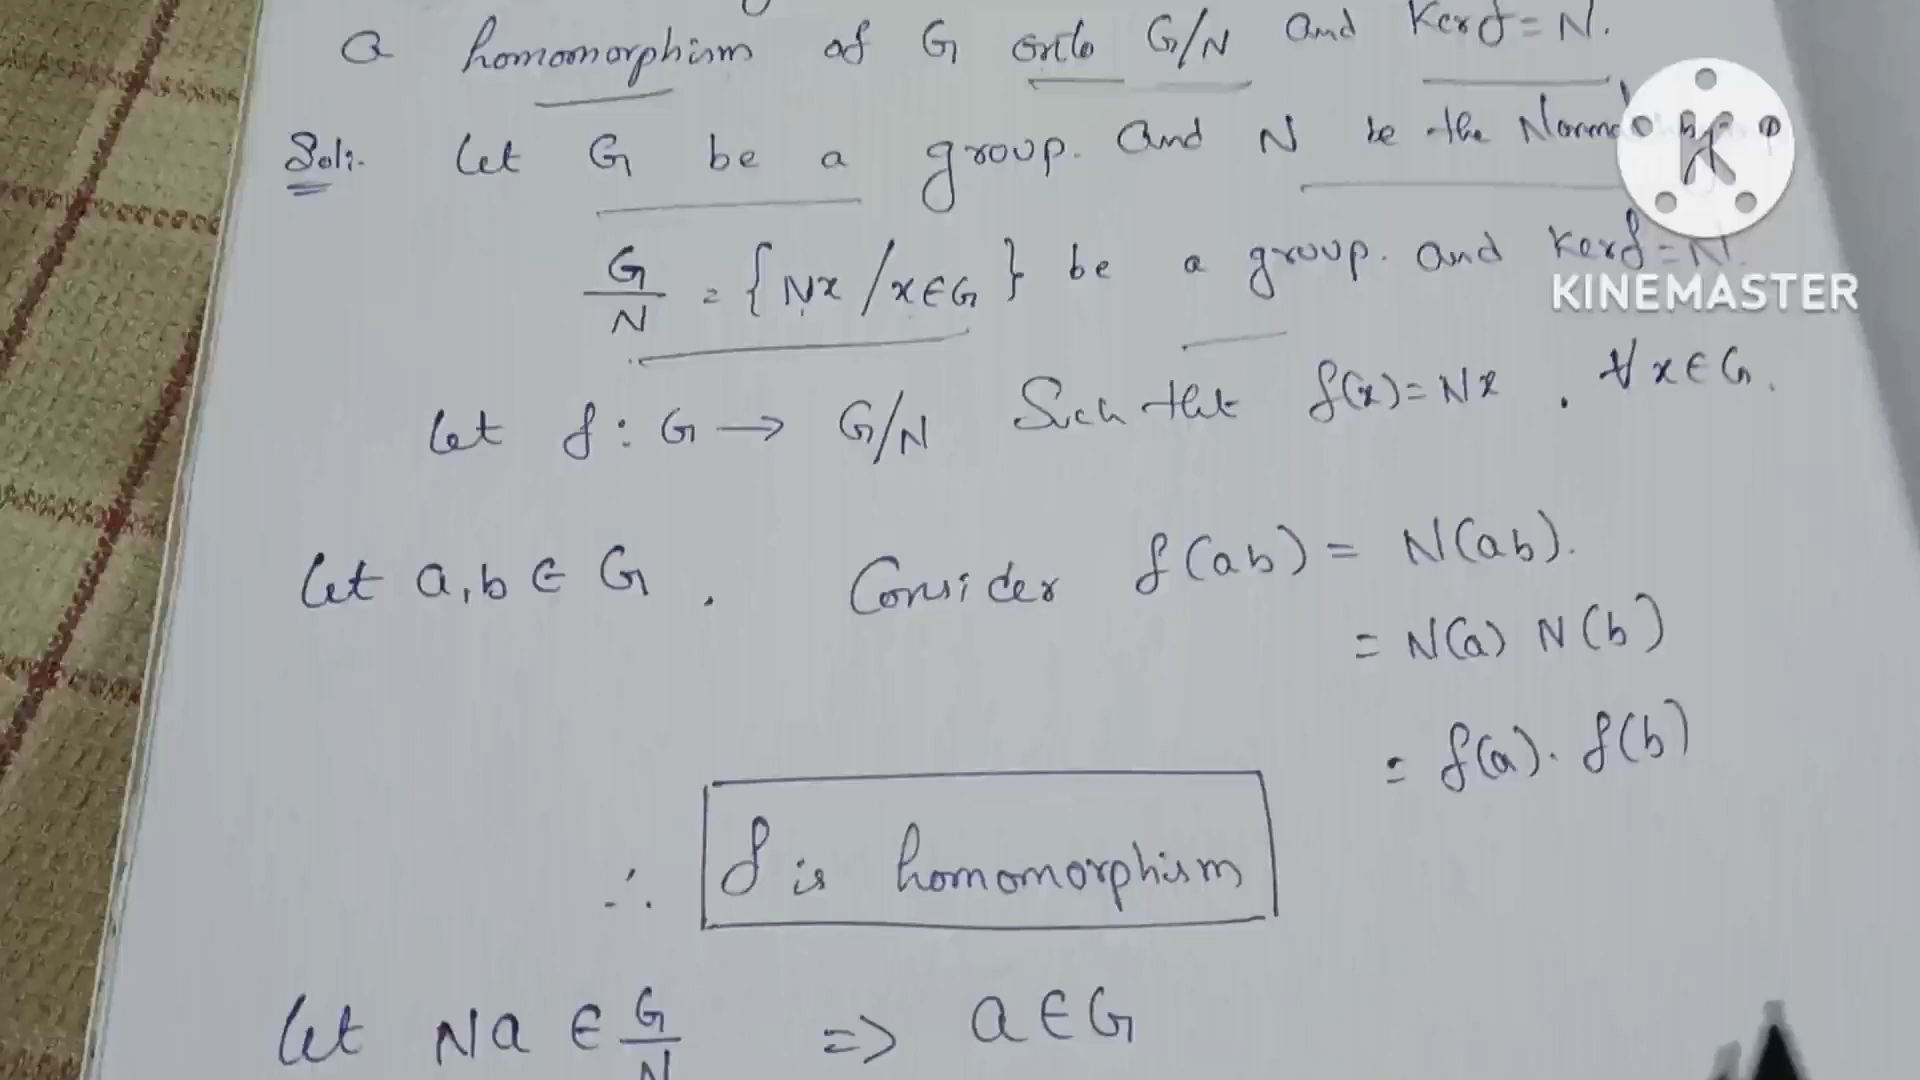 a homomorphism of G onto G/N and Kerf = N.
Sol:. Let G be a group. and N be the
G/N = {Nx / x∈G} be a group. and Kerf = N.
KINEMASTER
Let f : G → G/N Such that f(x) = Nx . ∀ x ∈ G.
Let a, b ∈ G . Consider f(ab) = N(ab).
= N(a) N(b)
= f(a). f(b)
∴ f is homomorphism
Let Na ∈ G/N => a ∈ G